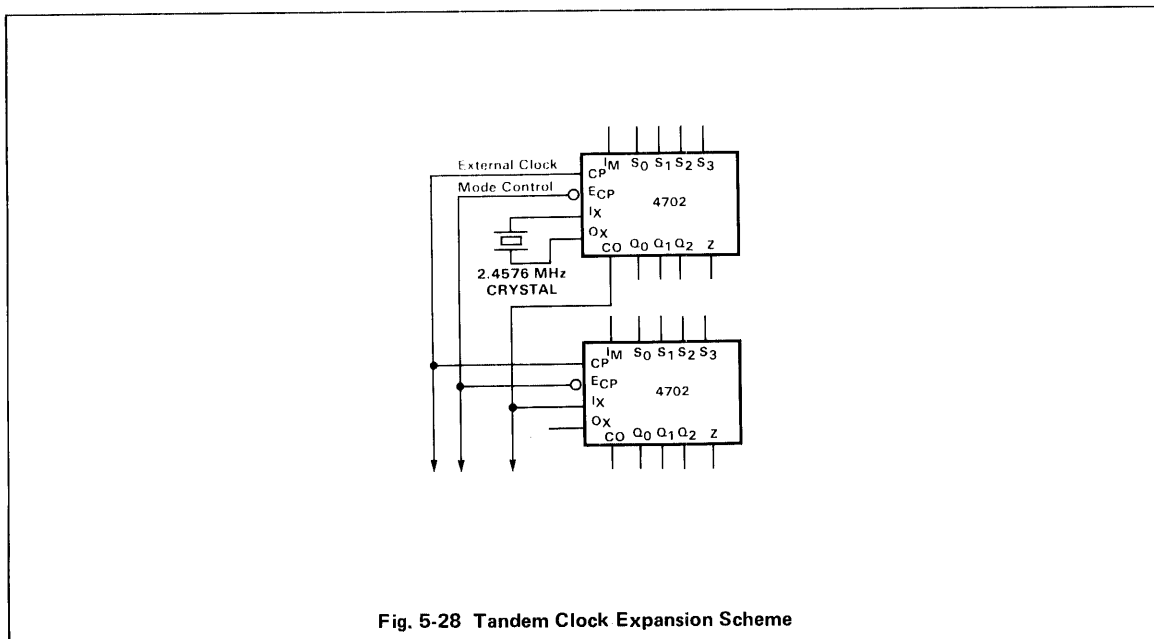 IM S0 S1 S2 S3
External Clock
CP
Mode Control
ECP
4702
IX
OX
CO Q0 Q1 Q2 Z
2.4576 MHz
CRYSTAL
IM S0 S1 S2 S3
CP
ECP
4702
IX
OX
CO Q0 Q1 Q2 Z
Fig. 5-28 Tandem Clock Expansion Scheme